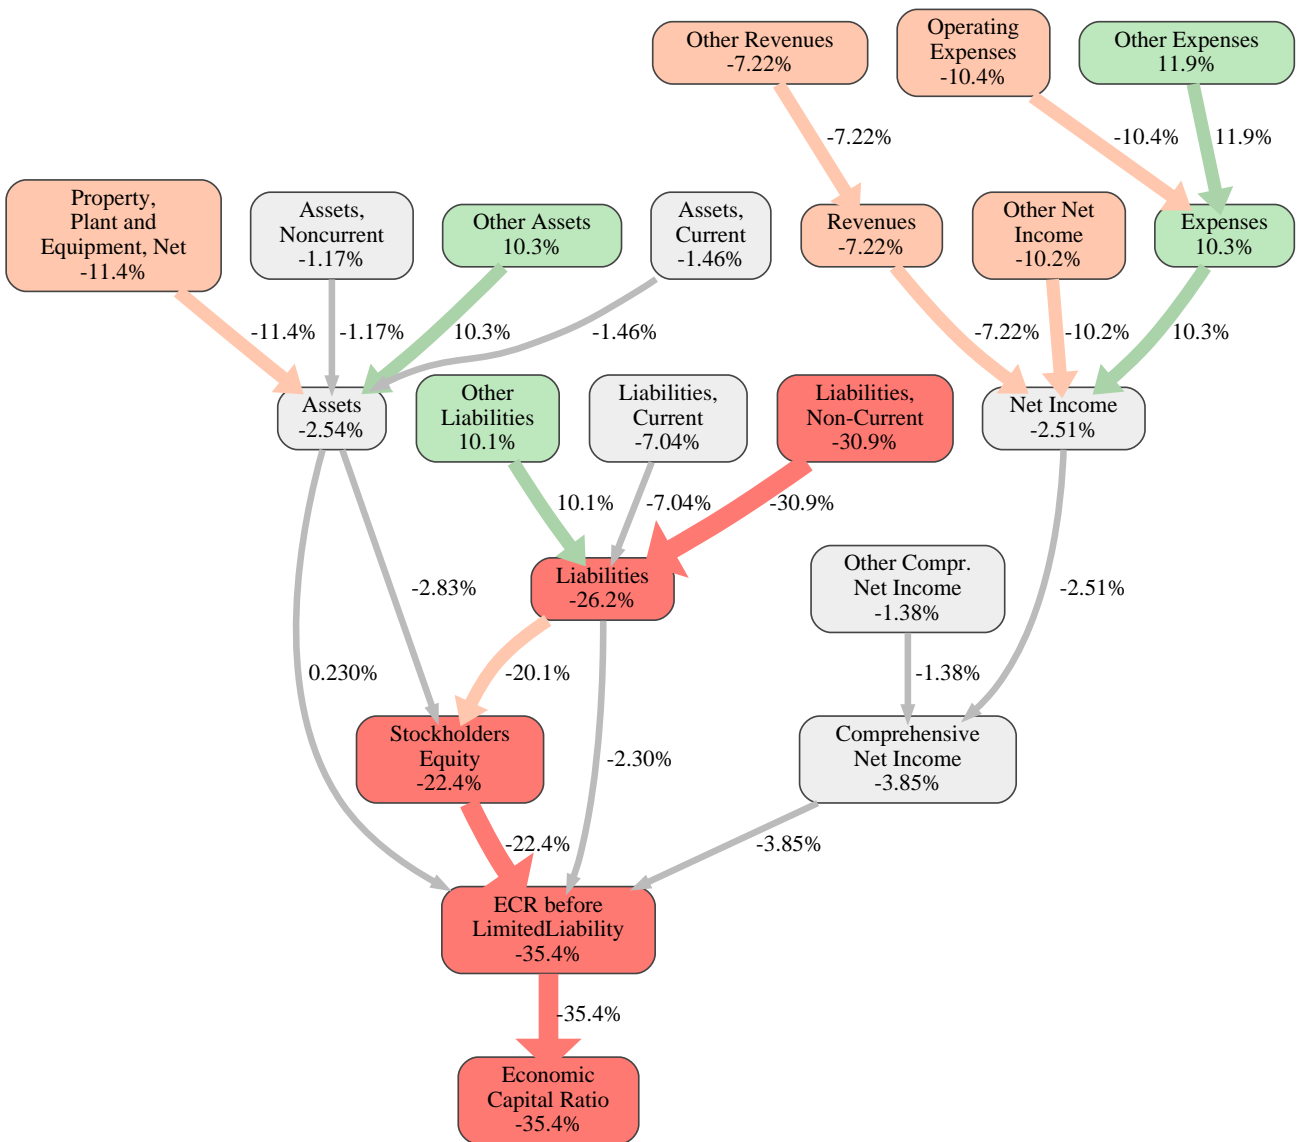 Other Revenues
-7.22%
Operating
Expenses
-10.4%
Other Expenses
11.9%
-7.22%
-10.4%
11.9%
Property,
Plant and
Equipment, Net
-11.4%
Assets,
Noncurrent
-1.17%
Other Assets
10.3%
Assets,
Current
-1.46%
Revenues
-7.22%
Other Net
Income
-10.2%
Expenses
10.3%
-11.4%
-1.17%
10.3%
-1.46%
-7.22%
-10.2%
10.3%
Assets
-2.54%
Other
Liabilities
10.1%
Liabilities,
Current
-7.04%
Liabilities,
Non-Current
-30.9%
Net Income
-2.51%
10.1%
-7.04%
-30.9%
-2.83%
Liabilities
-26.2%
Other Compr.
Net Income
-1.38%
-2.51%
0.230%
-20.1%
-1.38%
Stockholders
Equity
-22.4%
-2.30%
Comprehensive
Net Income
-3.85%
-22.4%
-3.85%
ECR before
LimitedLiability
-35.4%
-35.4%
Economic
Capital Ratio
-35.4%